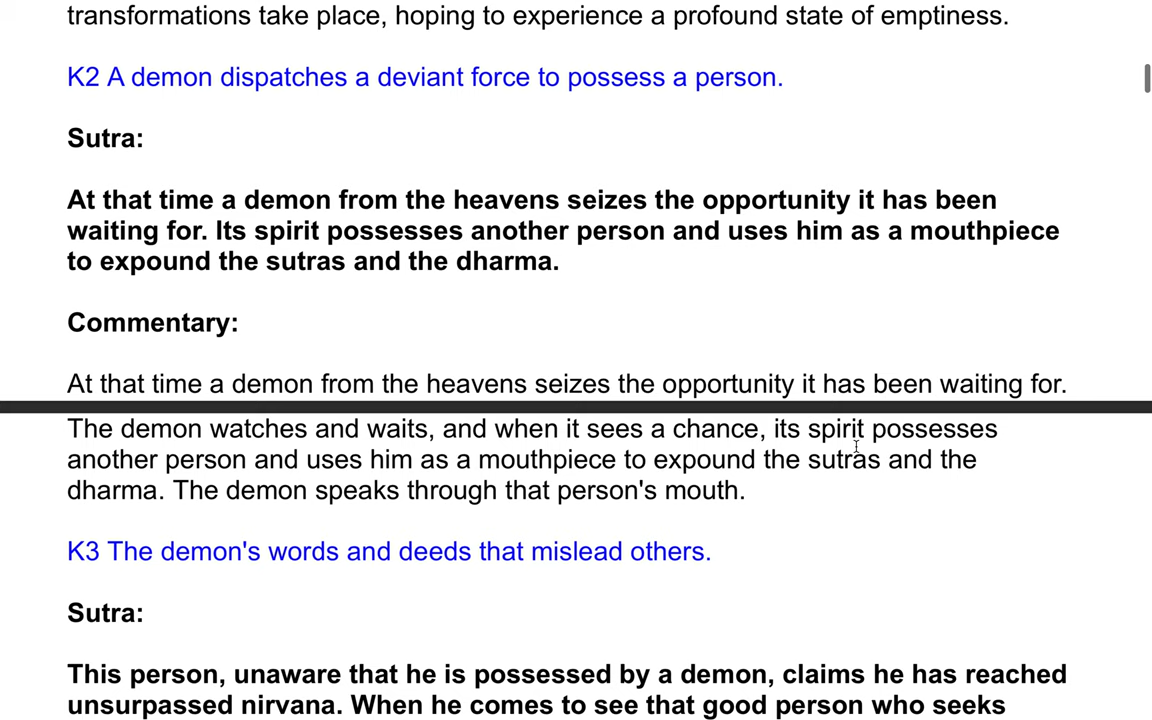 transformations take place, hoping to experience a profound state of emptiness.
K2 A demon dispatches a deviant force to possess a person.
Sutra:
At that time a demon from the heavens seizes the opportunity it has been
waiting for. Its spirit possesses another person and uses him as a mouthpiece
to expound the sutras and the dharma.
Commentary:
At that time a demon from the heavens seizes the opportunity it has been waiting for.
The demon watches and waits, and when it sees a chance, its spirit possesses
another person and uses him as a mouthpiece to expound the sutras and the
dharma. The demon speaks through that person's mouth.
K3 The demon's words and deeds that mislead others.
Sutra:
This person, unaware that he is possessed by a demon, claims he has reached
unsurpassed nirvana. When he comes to see that good person who seeks